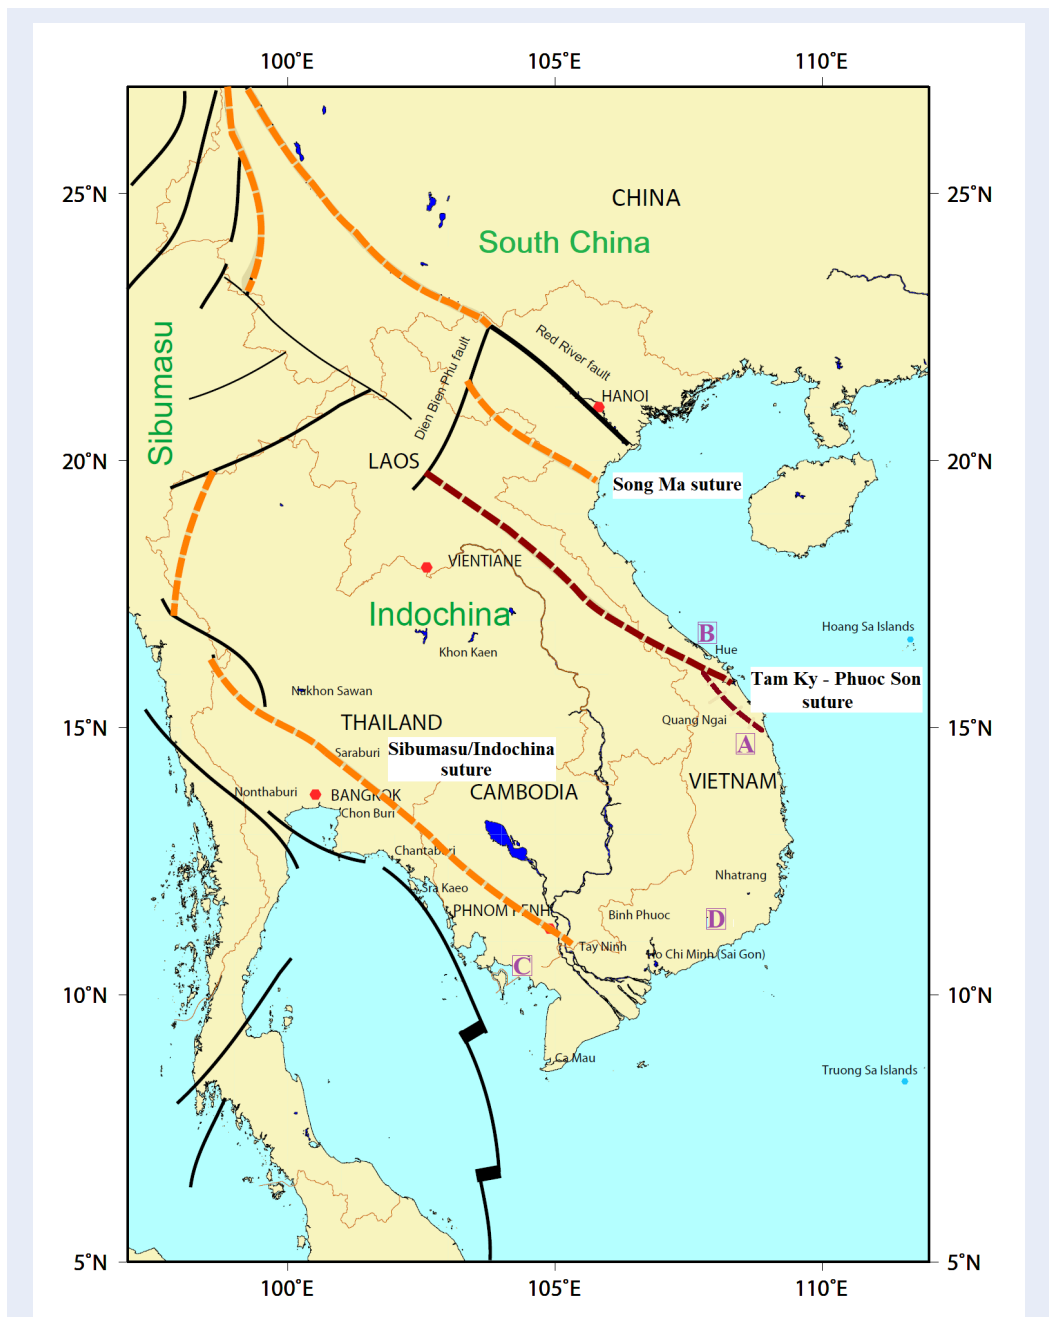 100°E 105°E 110°E
25°N 25°N
CHINA
South China
Sibumasu
Red River fault
Dien Bien Phu fault
HANOI
LAOS
20°N 20°N
Song Ma suture
VIENTIANE
Indochina
B
Hoang Sa Islands
Hue
Khon Kaen
Tam Ky - Phuoc Son
suture
Nakhon Sawan
15°N 15°N
THAILAND
Quang Ngai
A
Sibumasu/Indochina
suture
Saraburi
VIETNAM
Nonthaburi
BANGKOK
CAMBODIA
Chon Buri
Chantaburi
Nhatrang
Sra Kaeo
PHNOM PENH
Binh Phuoc
D
Tay Ninh
Ho Chi Minh (Sai Gon)
C
10°N 10°N
Ca Mau
Truong Sa Islands
5°N 5°N
100°E 105°E 110°E